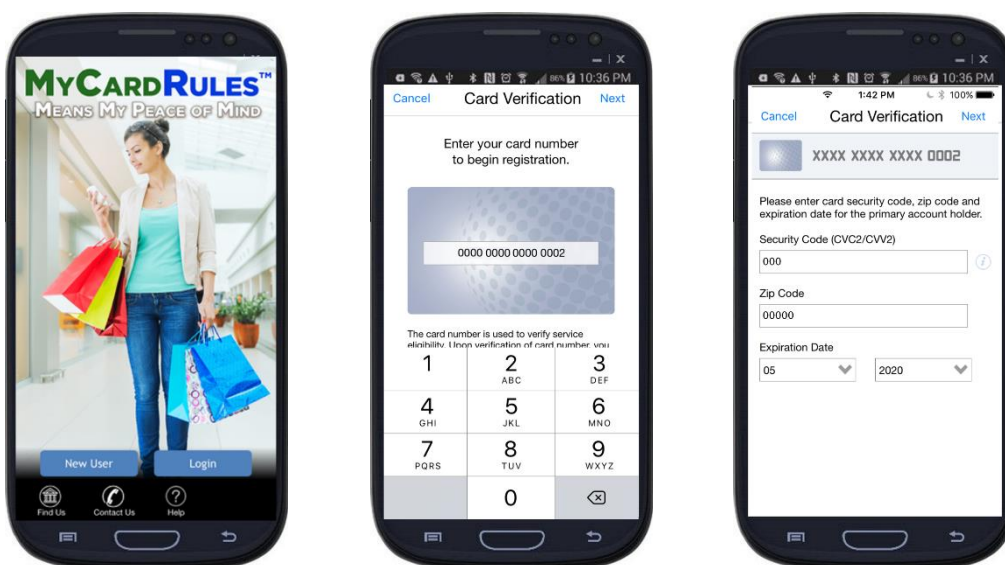 MYCARDRULES™
MEANS MY PEACE OF MIND
New User
Login
Find Us
Contact Us
Help
86% 10:36 PM
Cancel
Card Verification
Next
Enter your card number
to begin registration.
0000 0000 0000 0002
The card number is used to verify service
eligibility. Upon verification of card number, you
1
2
ABC
3
DEF
4
GHI
5
JKL
6
MNO
7
PQRS
8
TUV
9
WXYZ
0
86% 10:36 PM
1:42 PM
100%
Cancel
Card Verification
Next
XXXX XXXX XXXX 0002
Please enter card security code, zip code and
expiration date for the primary account holder.
Security Code (CVC2/CVV2)
000
Zip Code
00000
Expiration Date
05
2020